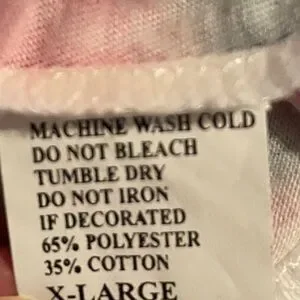 MACHINE WASH COLD
DO NOT BLEACH
TUMBLE DRY
DO NOT IRON
IF DECORATED
65% POLYESTER
35% COTTON
X-LARGE